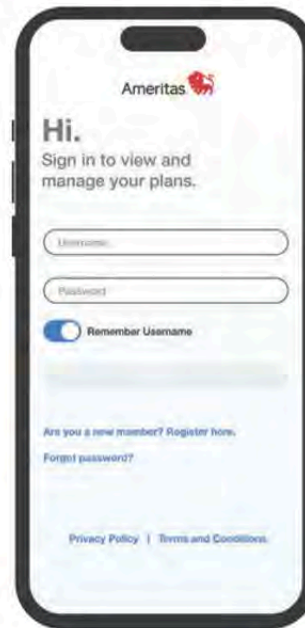 Ameritas
Hi.
Sign in to view and
manage your plans.
Username
Password
Remember Username
Are you a new member? Register here.
Forgot password?
Privacy Policy | Terms and Conditions